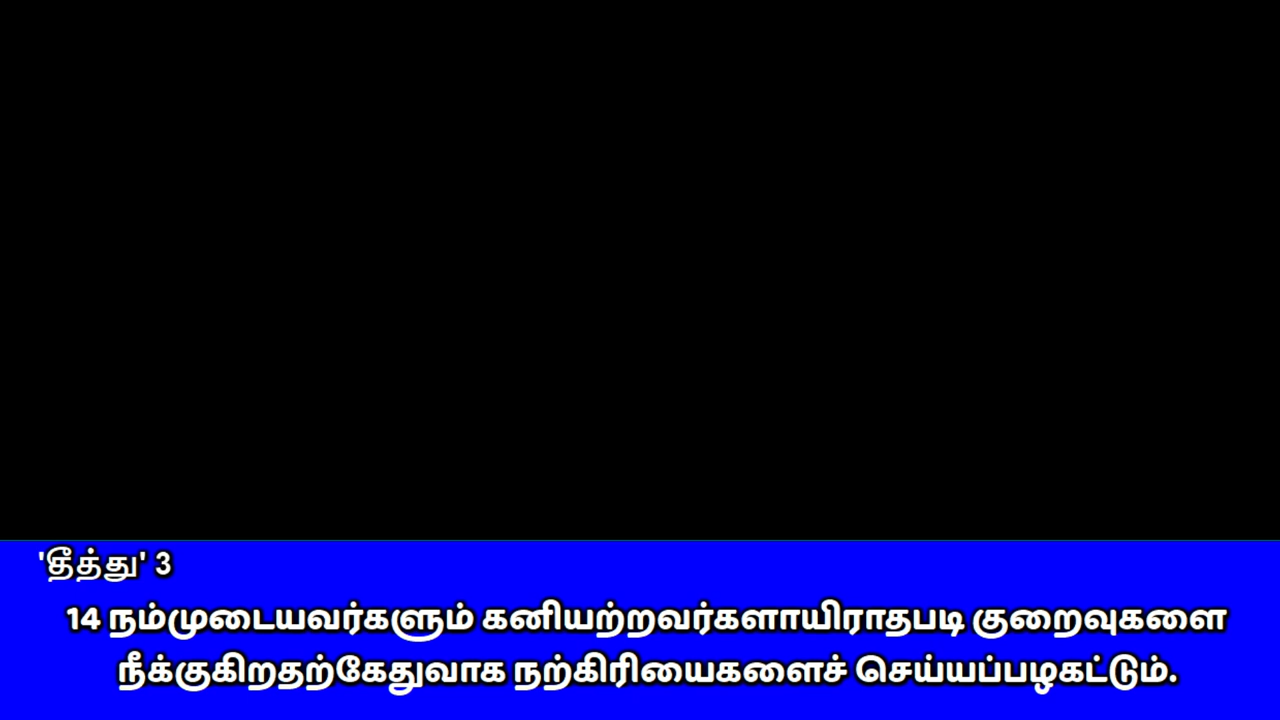 'தீத்து' 3
14 நம்முடையவர்களும் கனியற்றவர்களாயிராதபடி குறைவுகளை
நீக்குகிறதற்கேதுவாக நற்கிரியைகளைச் செய்யப்பழகட்டும்.